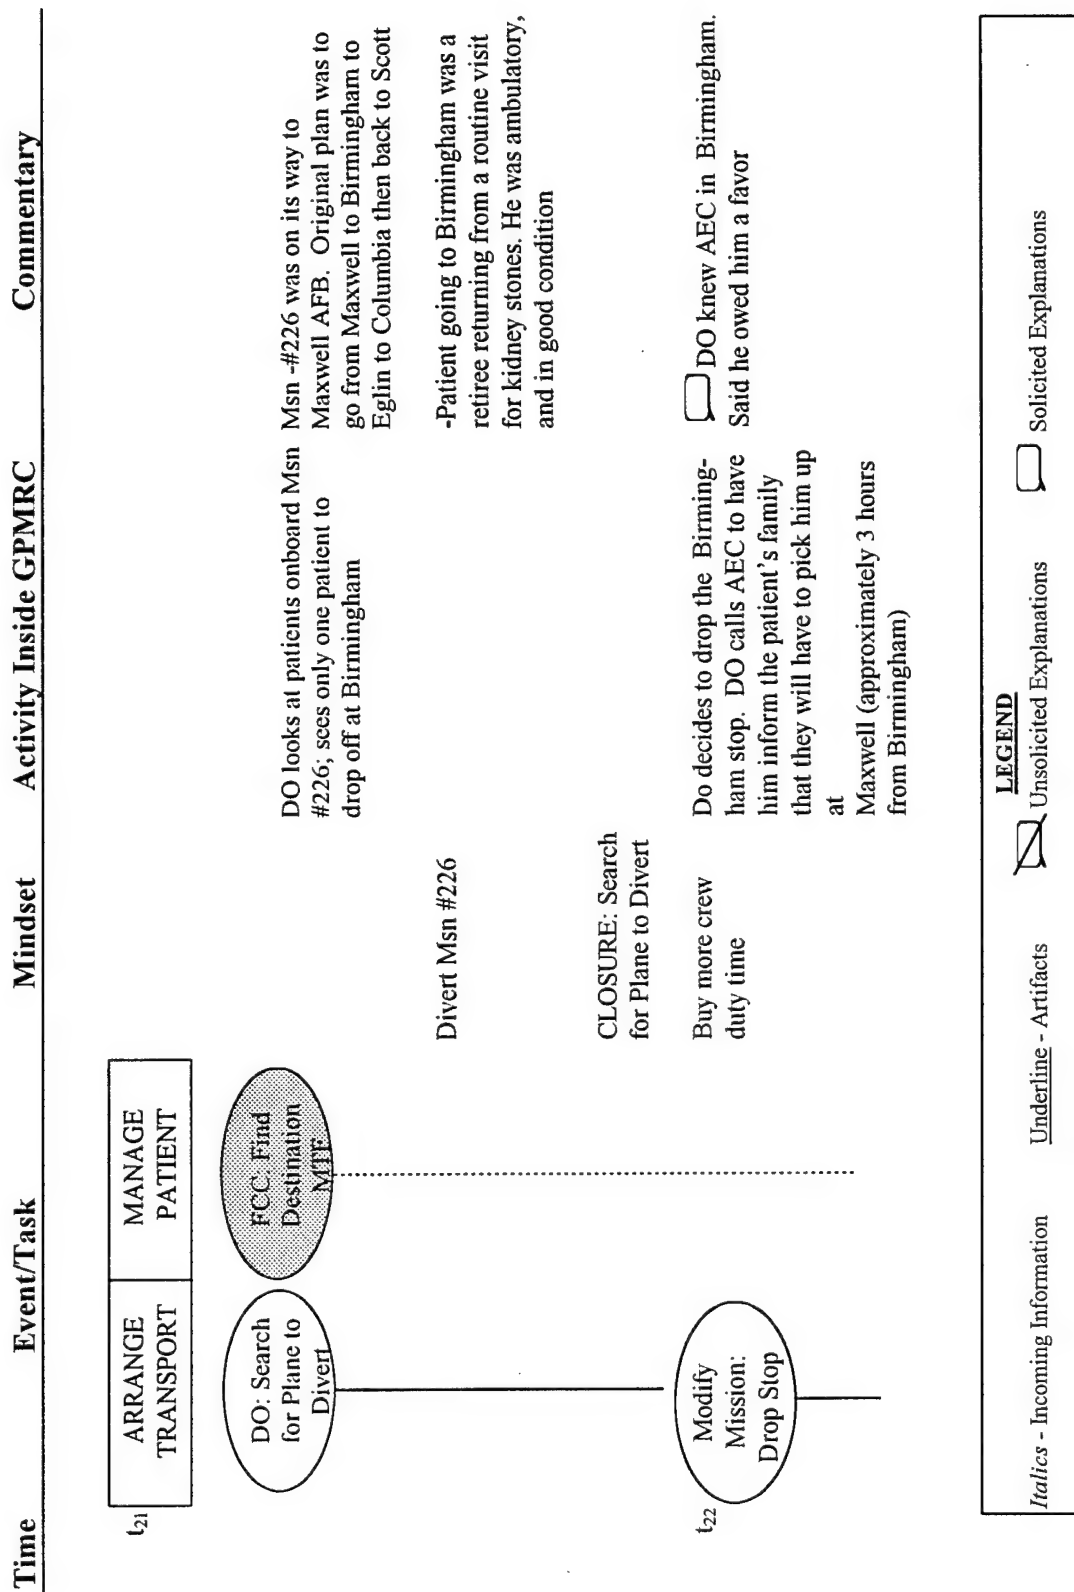 Time Event/Task Mindset Activity Inside GPMRC Commentary
t21
ARRANGE
TRANSPORT
MANAGE
PATIENT
DO: Search
for Plane to
Divert
FCC: Find
Destination
MTF
DO looks at patients onboard Msn
#226; sees only one patient to
drop off at Birmingham
Msn -#226 was on its way to
Maxwell AFB. Original plan was to
go from Maxwell to Birmingham to
Eglin to Columbia then back to Scott
Divert Msn #226
-Patient going to Birmingham was a
retiree returning from a routine visit
for kidney stones. He was ambulatory,
and in good condition
CLOSURE: Search
for Plane to Divert
t22
Modify
Mission:
Drop Stop
Buy more crew
duty time
Do decides to drop the Birming-
ham stop. DO calls AEC to have
him inform the patient's family
that they will have to pick him up
at
Maxwell (approximately 3 hours
from Birmingham)
DO knew AEC in Birmingham.
Said he owed him a favor
LEGEND
Italics - Incoming Information Underline - Artifacts Unsolicited Explanations Solicited Explanations